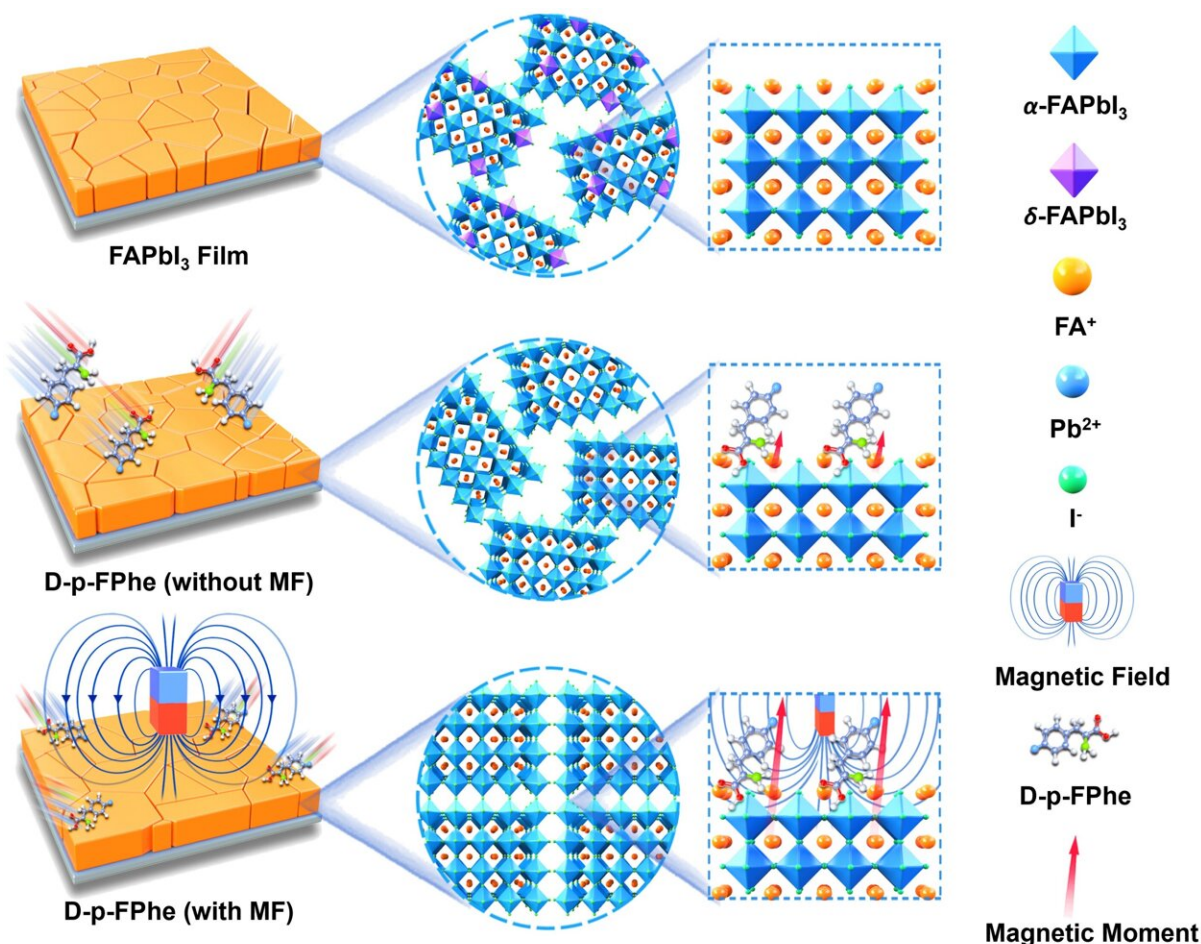 FAPbI₃ Film
D-p-FPhe (without MF)
D-p-FPhe (with MF)
α-FAPbI₃
δ-FAPbI₃
FA⁺
Pb²⁺
I⁻
Magnetic Field
D-p-FPhe
Magnetic Moment